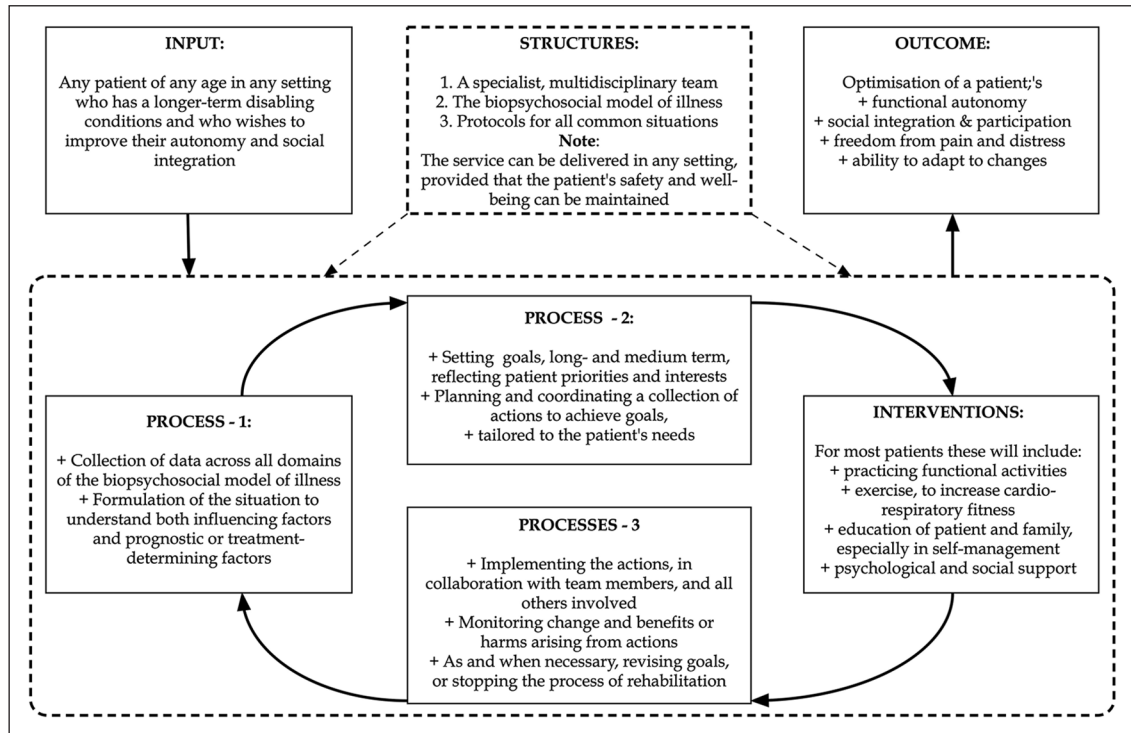 INPUT:
Any patient of any age in any setting
who has a longer-term disabling
conditions and who wishes to
improve their autonomy and social
integration
STRUCTURES:
1. A specialist, multidisciplinary team
2. The biopsychosocial model of illness
3. Protocols for all common situations
Note:
The service can be delivered in any setting,
provided that the patient's safety and well-
being can be maintained
OUTCOME:
Optimisation of a patient;'s
+ functional autonomy
+ social integration & participation
+ freedom from pain and distress
+ ability to adapt to changes
PROCESS - 1:
+ Collection of data across all domains
of the biopsychosocial model of illness
+ Formulation of the situation to
understand both influencing factors
and prognostic or treatment-
determining factors
PROCESS - 2:
+ Setting goals, long- and medium term,
reflecting patient priorities and interests
+ Planning and coordinating a collection of
actions to achieve goals,
+ tailored to the patient's needs
INTERVENTIONS:
For most patients these will include:
+ practicing functional activities
+ exercise, to increase cardio-
respiratory fitness
+ education of patient and family,
especially in self-management
+ psychological and social support
PROCESSES - 3
+ Implementing the actions, in
collaboration with team members, and all
others involved
+ Monitoring change and benefits or
harms arising from actions
+ As and when necessary, revising goals,
or stopping the process of rehabilitation